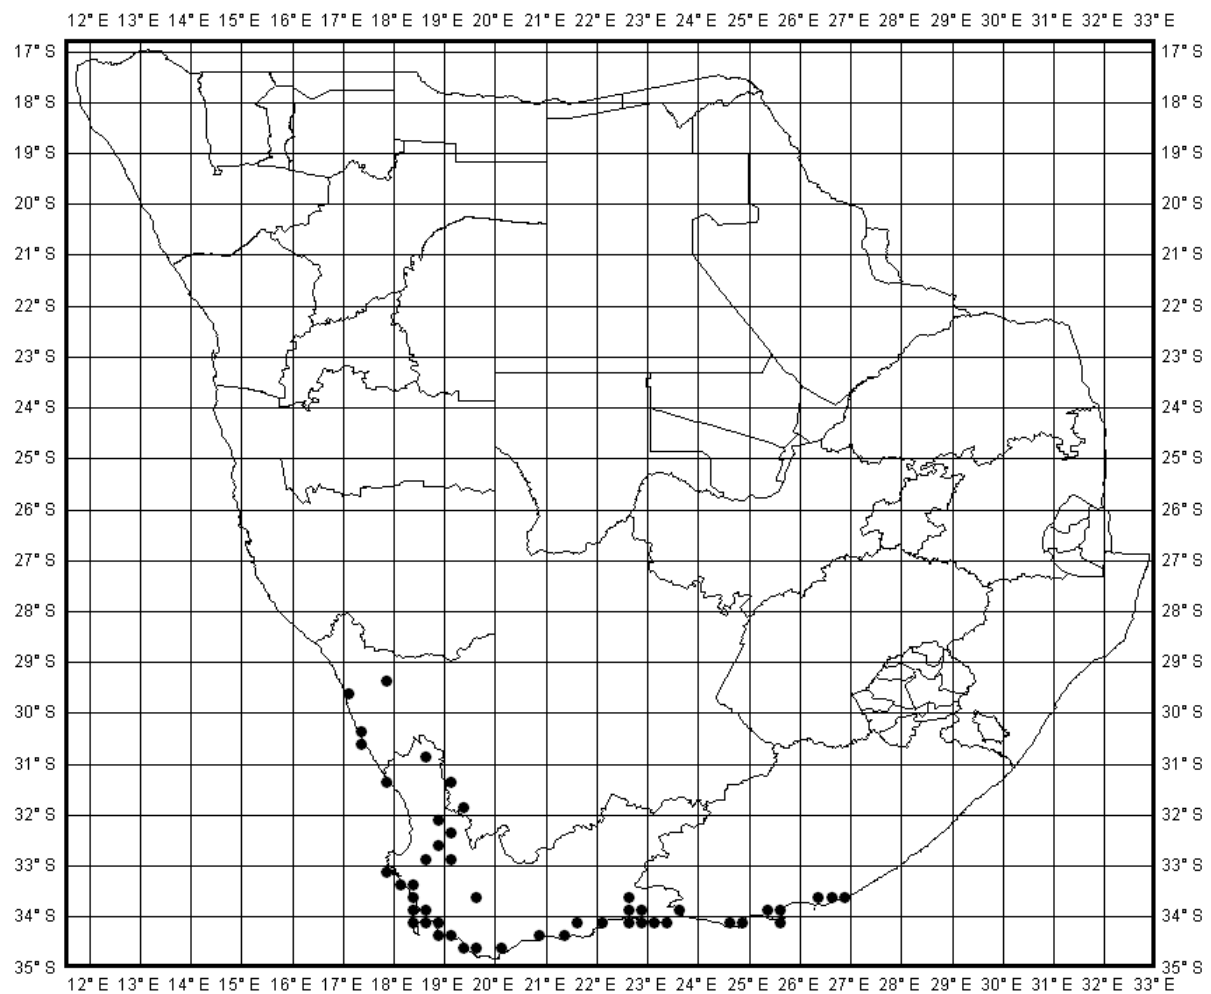 12° E 13° E 14° E 15° E 16° E 17° E 18° E 19° E 20° E 21° E 22° E 23° E 24° E 25° E 26° E 27° E 28° E 29° E 30° E 31° E 32° E 33° E
17° S 17° S
18° S 18° S
19° S 19° S
20° S 20° S
21° S 21° S
22° S 22° S
23° S 23° S
24° S 24° S
25° S 25° S
26° S 26° S
27° S 27° S
28° S 28° S
29° S 29° S
30° S 30° S
31° S 31° S
32° S 32° S
33° S 33° S
34° S 34° S
35° S 35° S
12° E 13° E 14° E 15° E 16° E 17° E 18° E 19° E 20° E 21° E 22° E 23° E 24° E 25° E 26° E 27° E 28° E 29° E 30° E 31° E 32° E 33° E